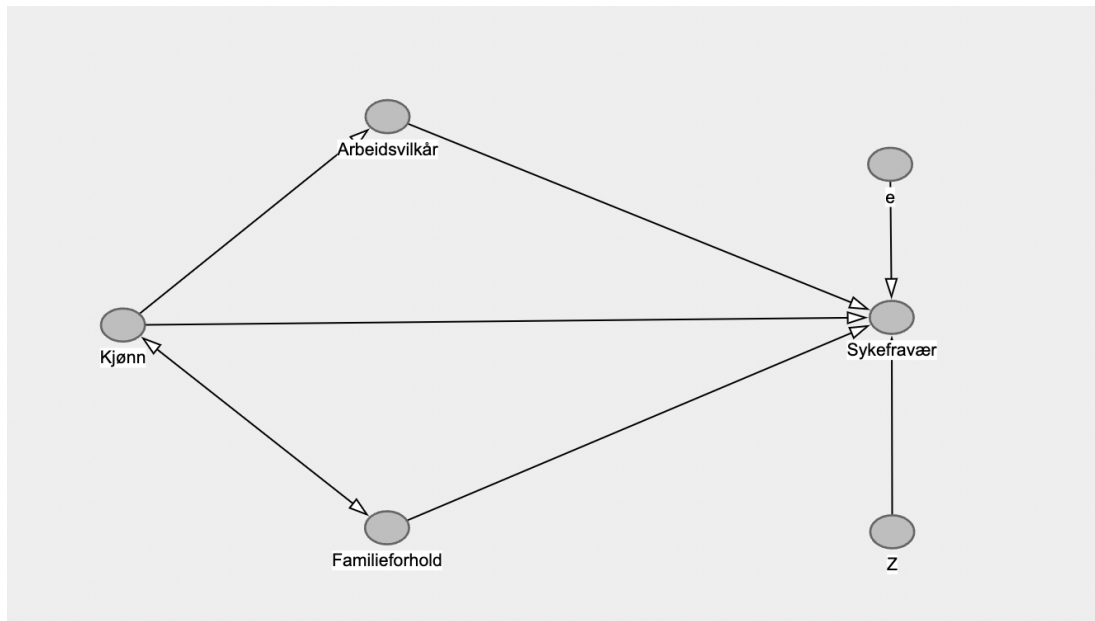 Arbeidsvilkår
e
Kjønn
Sykefravær
Familieforhold
Z